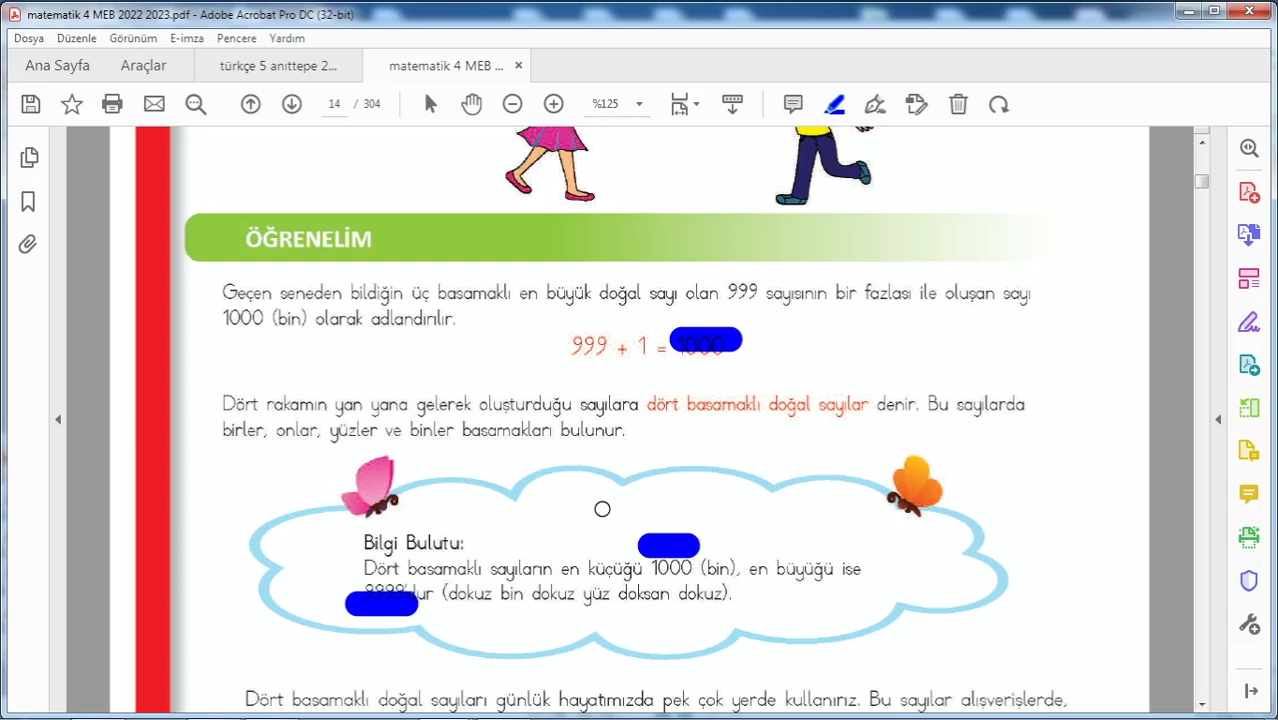 matematik 4 MEB 2022 2023.pdf - Adobe Acrobat Pro DC (32-bit)
Dosya Düzenle Görünüm E-imza Pencere Yardım
Ana Sayfa Araçlar türkçe 5 anıttepe 2... matematik 4 MEB ... ×
14 / 304 %125
ÖĞRENELİM
Geçen seneden bildiğin üç basamaklı en büyük doğal sayı olan 999 sayısının bir fazlası ile oluşan sayı
1000 (bin) olarak adlandırılır.
999 + 1 = 1000
Dört rakamın yan yana gelerek oluşturduğu sayılara dört basamaklı doğal sayılar denir. Bu sayılarda
birler, onlar, yüzler ve binler basamakları bulunur.
Bilgi Bulutu:
Dört basamaklı sayıların en küçüğü 1000 (bin), en büyüğü ise
9999'dur (dokuz bin dokuz yüz doksan dokuz).
Dört basamaklı doğal sayıları günlük hayatımızda pek çok yerde kullanırız. Bu sayılar alışverişlerde,